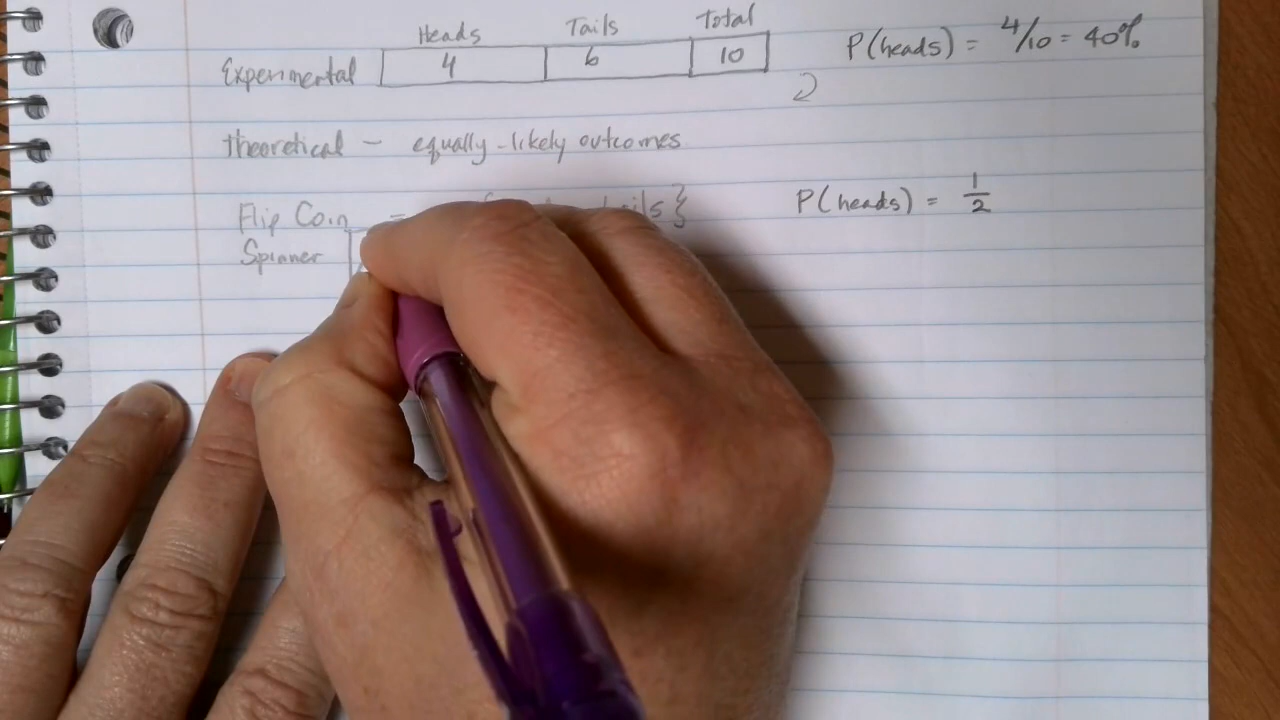 Heads Tails Total
Experimental 4 6 10 P(heads) = 4/10 = 40%
theoretical - equally-likely outcomes
Flip Coin = tails} P(heads) = 1/2
Spinner